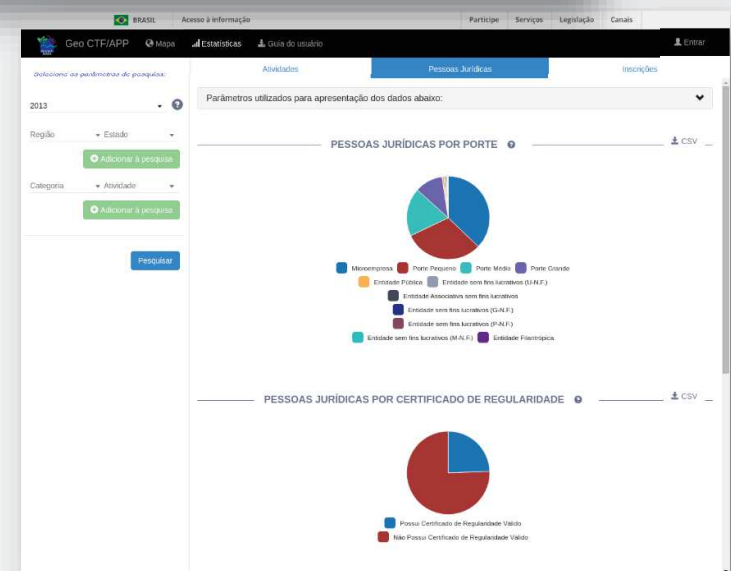 BRASIL Acesso à informação Participe Serviços Legislação Canais
Geo CTF/APP Mapa Estatísticas Guia do usuário Entrar
Selecione os parâmetros de pesquisa:
Atividades Pessoas Jurídicas Inscrições
2013
Parâmetros utilizados para apresentação dos dados abaixo:
Região Estado
Adicionar à pesquisa
Categoria Atividade
Adicionar à pesquisa
Pesquisar
PESSOAS JURÍDICAS POR PORTE CSV
Microempresa Porte Pequeno Porte Médio Porte Grande
Entidade Pública Entidade sem fins lucrativos (U-N.F.)
Entidade Associativa sem fins lucrativos
Entidade sem fins lucrativos (G-N.F.)
Entidade sem fins lucrativos (P-N.F.)
Entidade sem fins lucrativos (M-N.F.) Entidade Filantrópica
PESSOAS JURÍDICAS POR CERTIFICADO DE REGULARIDADE CSV
Possui Certificado de Regularidade Válido
Não Possui Certificado de Regularidade Válido